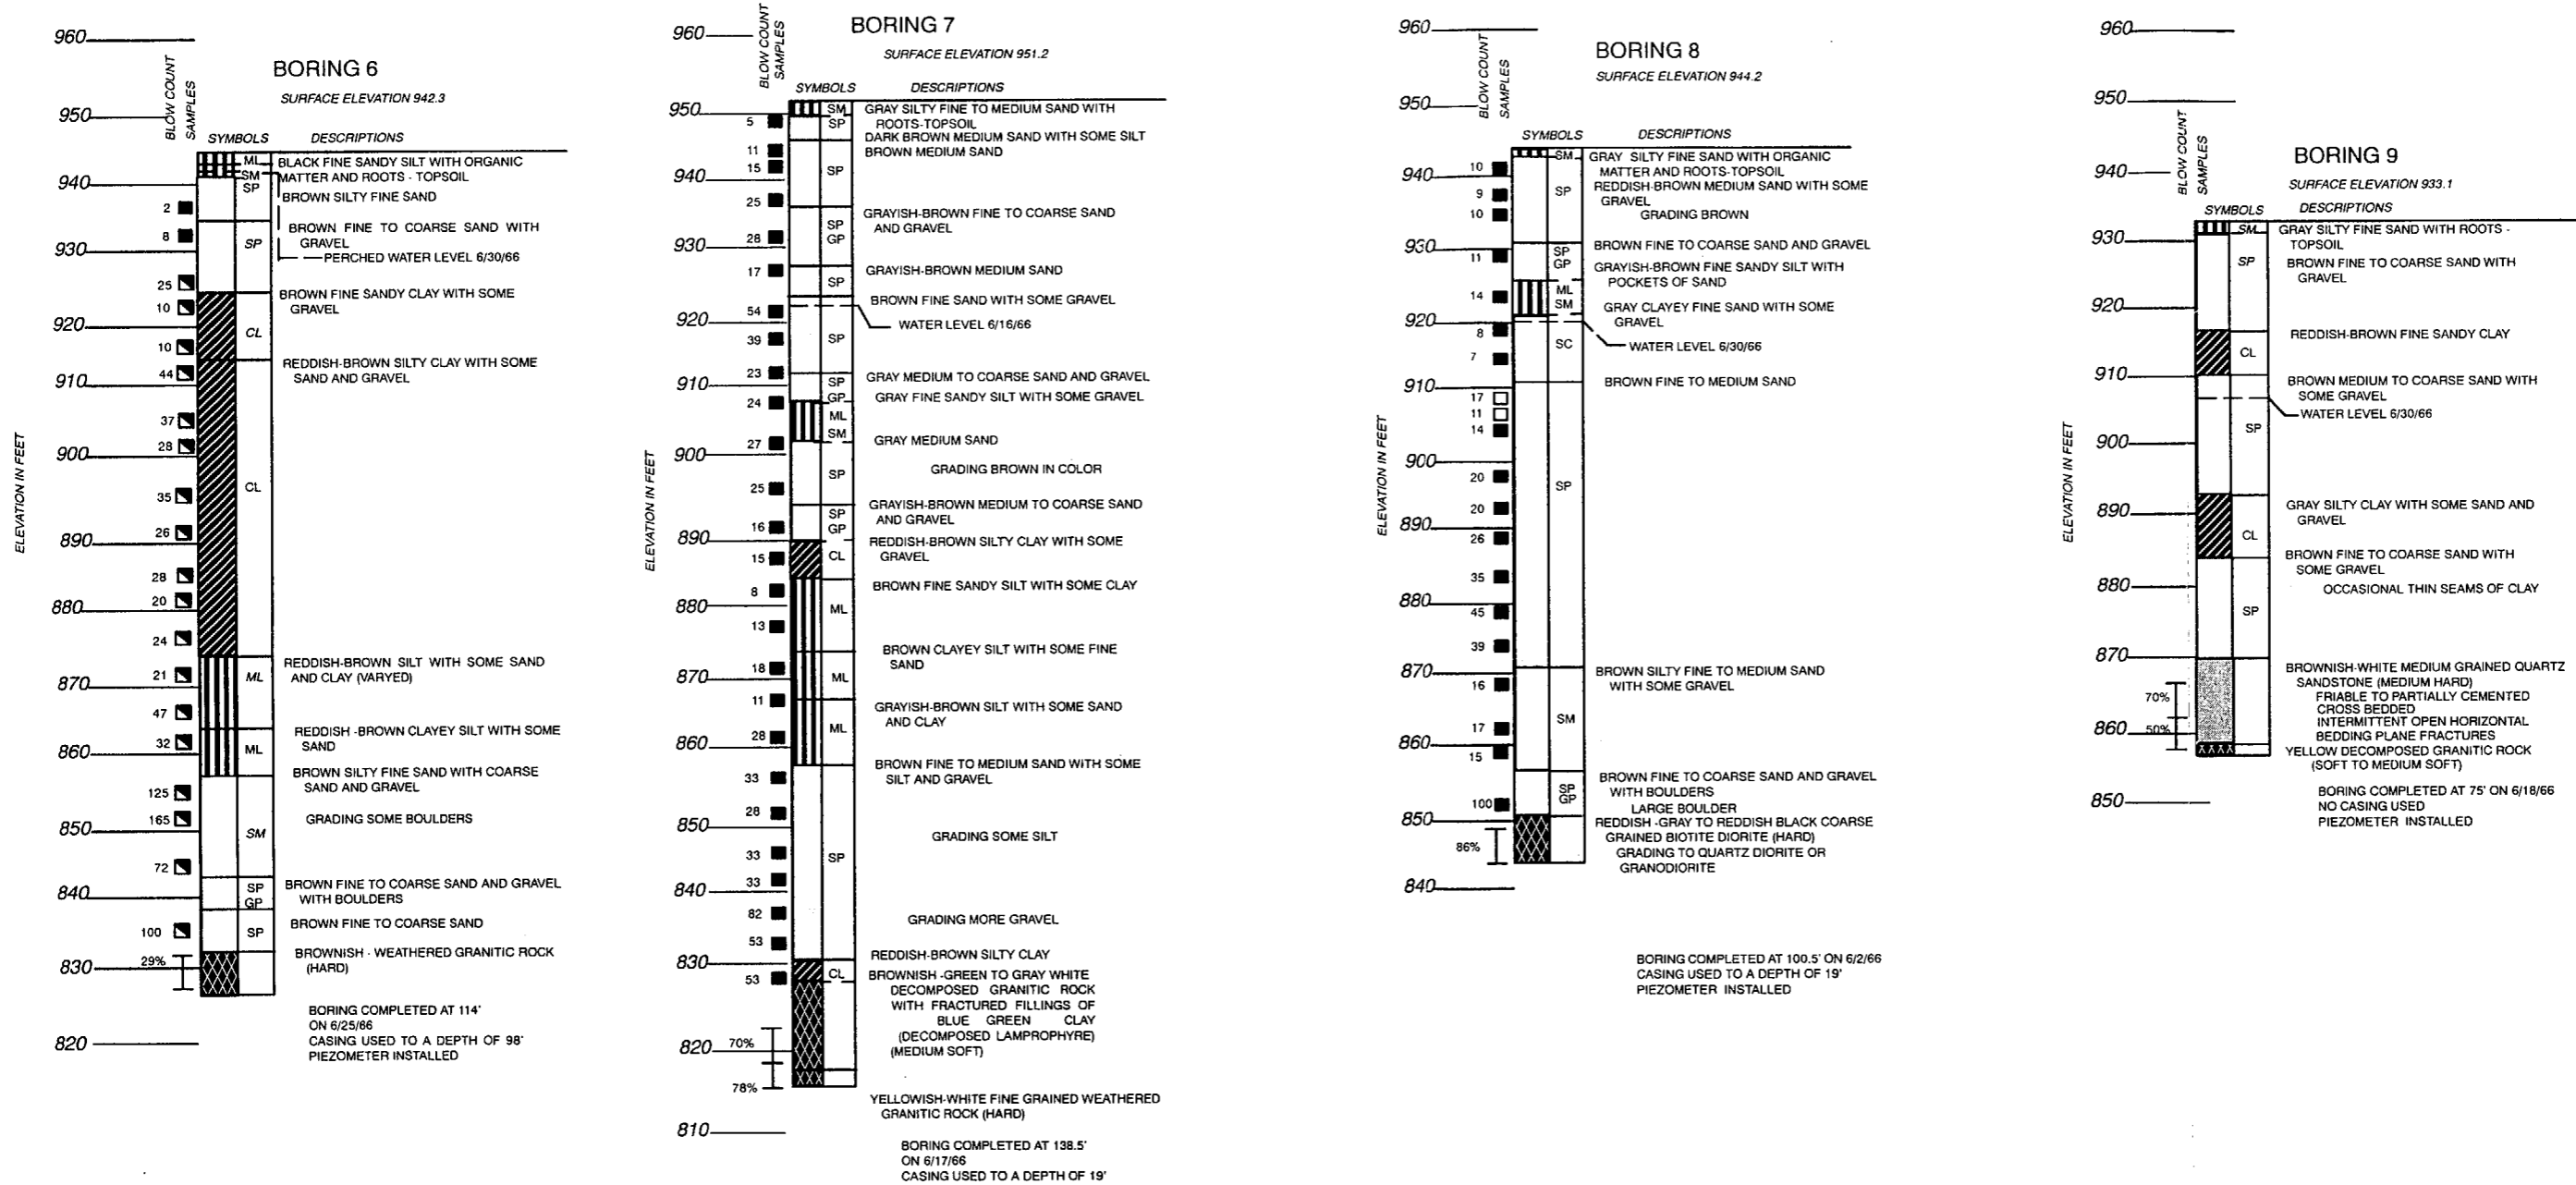 BORING 6
SURFACE ELEVATION 942.3
BLOW COUNT
SAMPLES
SYMBOLS DESCRIPTIONS
ELEVATION IN FEET
960
950
940
930
920
910
900
890
880
870
860
850
840
830
820
2
8
25
10
10
44
37
28
35
26
28
20
24
21
47
32
125
165
72
100
29%
ML
SM
SP
SP
CL
CL
ML
ML
SM
SP
GP
SP
BLACK FINE SANDY SILT WITH ORGANIC
MATTER AND ROOTS - TOPSOIL
BROWN SILTY FINE SAND
BROWN FINE TO COARSE SAND WITH
GRAVEL
PERCHED WATER LEVEL 6/30/66
BROWN FINE SANDY CLAY WITH SOME
GRAVEL
REDDISH-BROWN SILTY CLAY WITH SOME
SAND AND GRAVEL
REDDISH-BROWN SILT WITH SOME SAND
AND CLAY (VARYED)
REDDISH -BROWN CLAYEY SILT WITH SOME
SAND
BROWN SILTY FINE SAND WITH COARSE
SAND AND GRAVEL
GRADING SOME BOULDERS
BROWN FINE TO COARSE SAND AND GRAVEL
WITH BOULDERS
BROWN FINE TO COARSE SAND
BROWNISH - WEATHERED GRANITIC ROCK
(HARD)
BORING COMPLETED AT 114'
ON 6/25/66
CASING USED TO A DEPTH OF 98'
PIEZOMETER INSTALLED
BORING 7
SURFACE ELEVATION 951.2
BLOW COUNT
SAMPLES
SYMBOLS DESCRIPTIONS
ELEVATION IN FEET
960
950
940
930
920
910
900
890
880
870
860
850
840
830
820
810
5
11
15
25
28
17
54
39
23
24
27
25
16
15
8
13
18
11
28
33
28
33
33
82
53
53
70%
78%
SM
SP
SP
SP
GP
SP
SP
SP
GP
ML
SM
SP
SP
GP
CL
ML
ML
ML
SP
CL
GRAY SILTY FINE TO MEDIUM SAND WITH
ROOTS-TOPSOIL
DARK BROWN MEDIUM SAND WITH SOME SILT
BROWN MEDIUM SAND
GRAYISH-BROWN FINE TO COARSE SAND
AND GRAVEL
GRAYISH-BROWN MEDIUM SAND
BROWN FINE SAND WITH SOME GRAVEL
WATER LEVEL 6/16/66
GRAY MEDIUM TO COARSE SAND AND GRAVEL
GRAY FINE SANDY SILT WITH SOME GRAVEL
GRAY MEDIUM SAND
GRADING BROWN IN COLOR
GRAYISH-BROWN MEDIUM TO COARSE SAND
AND GRAVEL
REDDISH-BROWN SILTY CLAY WITH SOME
GRAVEL
BROWN FINE SANDY SILT WITH SOME CLAY
BROWN CLAYEY SILT WITH SOME FINE
SAND
GRAYISH-BROWN SILT WITH SOME SAND
AND CLAY
BROWN FINE TO MEDIUM SAND WITH SOME
SILT AND GRAVEL
GRADING SOME SILT
GRADING MORE GRAVEL
REDDISH-BROWN SILTY CLAY
BROWNISH -GREEN TO GRAY WHITE
DECOMPOSED GRANITIC ROCK
WITH FRACTURED FILLINGS OF
BLUE GREEN CLAY
(DECOMPOSED LAMPROPHYRE)
(MEDIUM SOFT)
YELLOWISH-WHITE FINE GRAINED WEATHERED
GRANITIC ROCK (HARD)
BORING COMPLETED AT 138.5'
ON 6/17/66
CASING USED TO A DEPTH OF 19'
BORING 8
SURFACE ELEVATION 944.2
BLOW COUNT
SAMPLES
SYMBOLS DESCRIPTIONS
ELEVATION IN FEET
960
950
940
930
920
910
900
890
880
870
860
850
840
10
9
10
11
14
8
7
17
11
14
20
20
26
35
45
39
16
17
15
100
86%
SM
SP
SP
GP
ML
SM
SC
SP
SM
SP
GP
GRAY SILTY FINE SAND WITH ORGANIC
MATTER AND ROOTS-TOPSOIL
REDDISH-BROWN MEDIUM SAND WITH SOME
GRAVEL
GRADING BROWN
BROWN FINE TO COARSE SAND AND GRAVEL
GRAYISH-BROWN FINE SANDY SILT WITH
POCKETS OF SAND
GRAY CLAYEY FINE SAND WITH SOME
GRAVEL
WATER LEVEL 6/30/66
BROWN FINE TO MEDIUM SAND
BROWN SILTY FINE TO MEDIUM SAND
WITH SOME GRAVEL
BROWN FINE TO COARSE SAND AND GRAVEL
WITH BOULDERS
LARGE BOULDER
REDDISH -GRAY TO REDDISH BLACK COARSE
GRAINED BIOTITE DIORITE (HARD)
GRADING TO QUARTZ DIORITE OR
GRANODIORITE
BORING COMPLETED AT 100.5' ON 6/2/66
CASING USED TO A DEPTH OF 19'
PIEZOMETER INSTALLED
BORING 9
SURFACE ELEVATION 933.1
BLOW COUNT
SAMPLES
SYMBOLS DESCRIPTIONS
ELEVATION IN FEET
960
950
940
930
920
910
900
890
880
870
860
850
70%
50%
SM
SP
CL
SP
CL
SP
GRAY SILTY FINE SAND WITH ROOTS -
TOPSOIL
BROWN FINE TO COARSE SAND WITH
GRAVEL
REDDISH-BROWN FINE SANDY CLAY
BROWN MEDIUM TO COARSE SAND WITH
SOME GRAVEL
WATER LEVEL 6/30/66
GRAY SILTY CLAY WITH SOME SAND AND
GRAVEL
BROWN FINE TO COARSE SAND WITH
SOME GRAVEL
OCCASIONAL THIN SEAMS OF CLAY
BROWNISH-WHITE MEDIUM GRAINED QUARTZ
SANDSTONE (MEDIUM HARD)
FRIABLE TO PARTIALLY CEMENTED
CROSS BEDDED
INTERMITTENT OPEN HORIZONTAL
BEDDING PLANE FRACTURES
YELLOW DECOMPOSED GRANITIC ROCK
(SOFT TO MEDIUM SOFT)
BORING COMPLETED AT 75' ON 6/18/66
NO CASING USED
PIEZOMETER INSTALLED